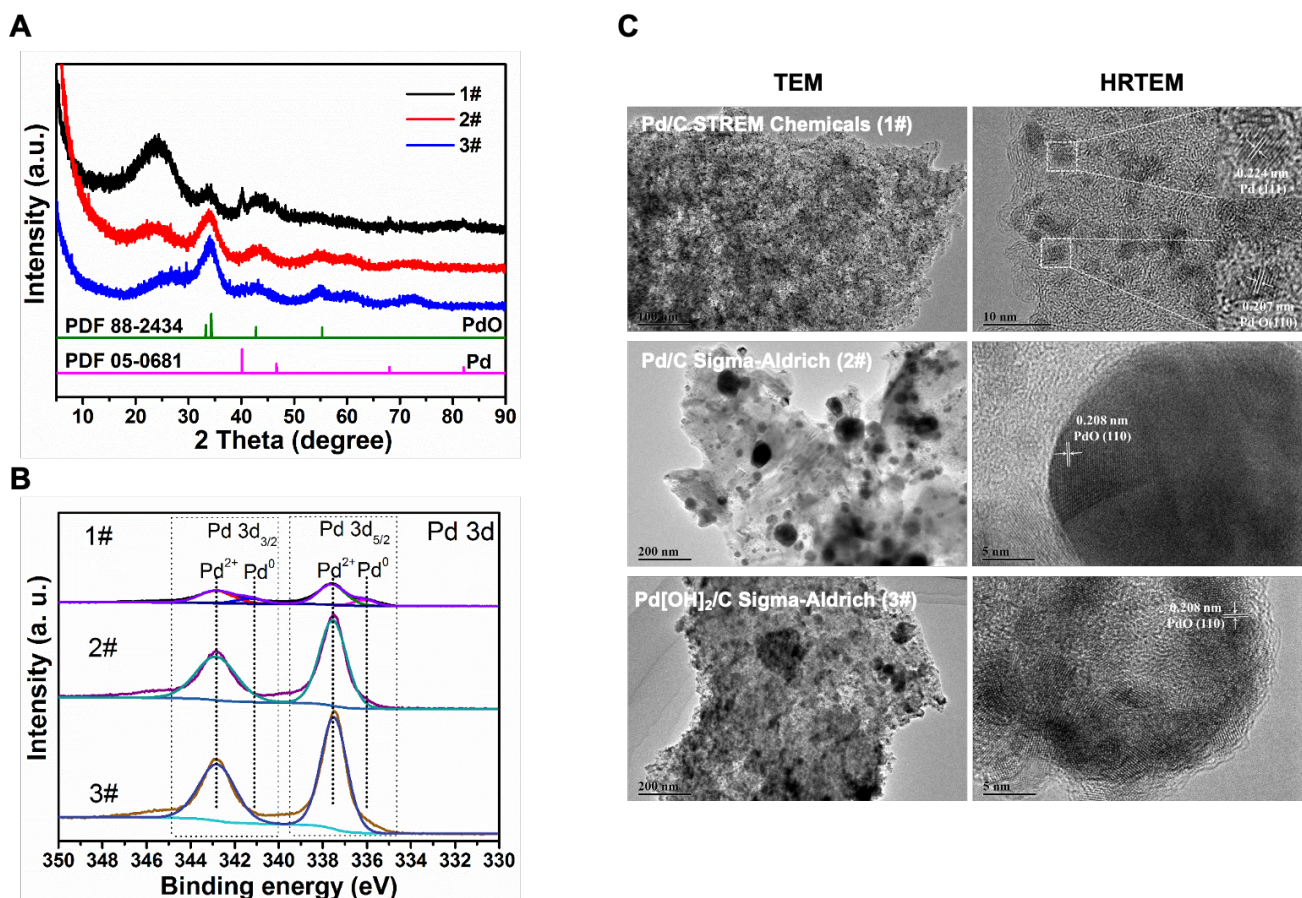 A
1#
2#
3#
PDF 88-2434
PdO
PDF 05-0681
Pd
10 20 30 40 50 60 70 80 90
2 Theta (degree)
Intensity (a.u.)
B
1#
Pd 3d3/2
Pd 3d5/2
Pd 3d
Pd2+ Pd0
Pd2+ Pd0
2#
3#
350 348 346 344 342 340 338 336 334 332 330
Binding energy (eV)
Intensity (a. u.)
C
TEM
HRTEM
Pd/C STREM Chemicals (1#)
100 nm
0.224 nm
Pd (111)
0.207 nm
Pd O(110)
10 nm
Pd/C Sigma-Aldrich (2#)
200 nm
0.208 nm
PdO (110)
5 nm
Pd[OH]2/C Sigma-Aldrich (3#)
200 nm
0.208 nm
PdO (110)
5 nm